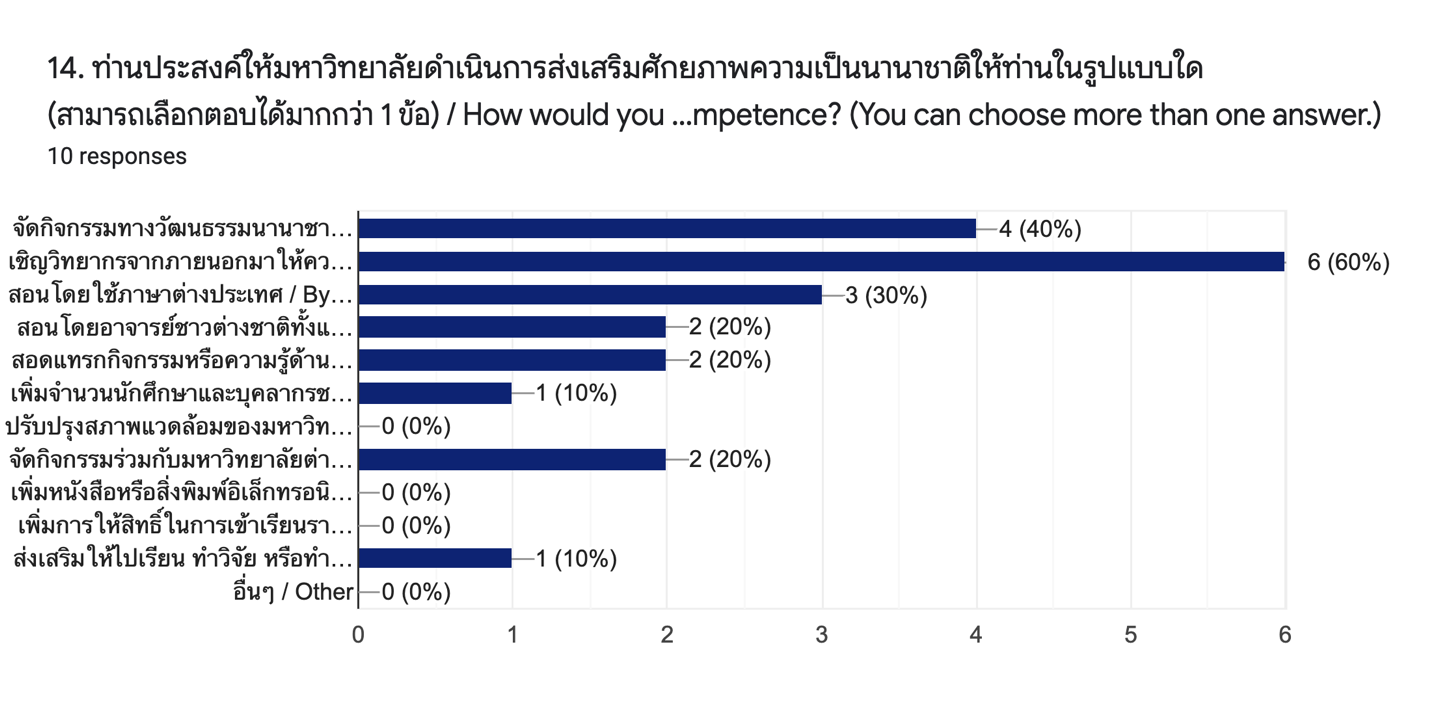 14. ท่านประสงค์ให้มหาวิทยาลัยดำเนินการส่งเสริมศักยภาพความเป็นนานาชาติให้ท่านในรูปแบบใด
(สามารถเลือกตอบได้มากกว่า 1 ข้อ) / How would you ...mpetence? (You can choose more than one answer.)
10 responses
จัดกิจกรรมทางวัฒนธรรมนานาชา… 4 (40%)
เชิญวิทยากรจากภายนอกมาให้คว… 6 (60%)
สอนโดยใช้ภาษาต่างประเทศ / By… 3 (30%)
สอนโดยอาจารย์ชาวต่างชาติทั้งแ… 2 (20%)
สอดแทรกกิจกรรมหรือความรู้ด้าน… 2 (20%)
เพิ่มจำนวนนักศึกษาและบุคลากรช… 1 (10%)
ปรับปรุงสภาพแวดล้อมของมหาวิท… 0 (0%)
จัดกิจกรรมร่วมกับมหาวิทยาลัยต่า… 2 (20%)
เพิ่มหนังสือหรือสิ่งพิมพ์อิเล็กทรอนิ… 0 (0%)
เพิ่มการให้สิทธิ์ในการเข้าเรียนรา… 0 (0%)
ส่งเสริมให้ไปเรียน ทำวิจัย หรือทำ… 1 (10%)
อื่นๆ / Other 0 (0%)
0 1 2 3 4 5 6